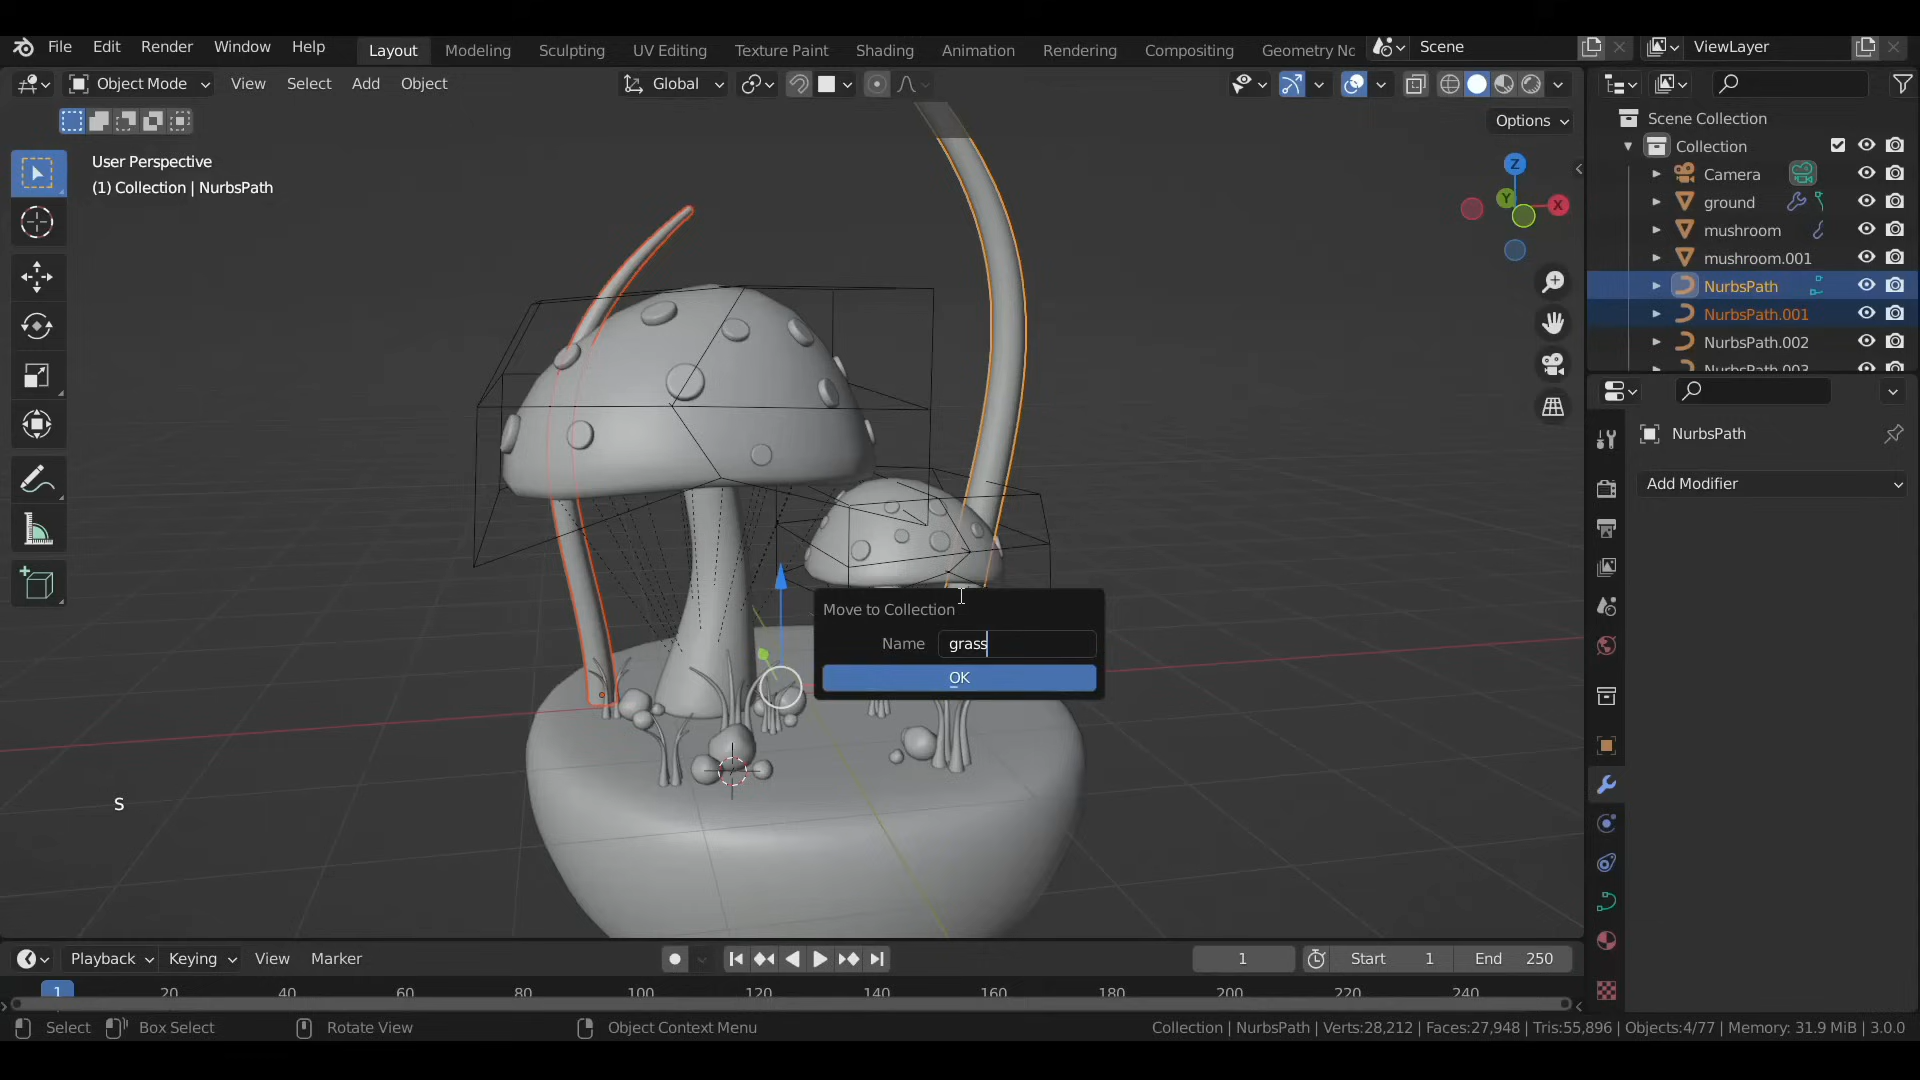 File Edit Render Window Help Layout Modeling Sculpting UV Editing Texture Paint Shading Animation Rendering Compositing Geometry Nc Scene ViewLayer
Object Mode View Select Add Object Global
Options
User Perspective
(1) Collection | NurbsPath
Z
Y
X
Scene Collection
Collection
Camera
ground
mushroom
mushroom.001
NurbsPath
NurbsPath.001
NurbsPath.002
NurbsPath.003
NurbsPath
Add Modifier
Move to Collection
Name grass
OK
S
Playback Keying View Marker 1 Start 1 End 250
1 20 40 60 80 100 120 140 160 180 200 220 240
Select Box Select Rotate View Object Context Menu Collection | NurbsPath | Verts:28,212 | Faces:27,948 | Tris:55,896 | Objects:4/77 | Memory: 31.9 MiB | 3.0.0